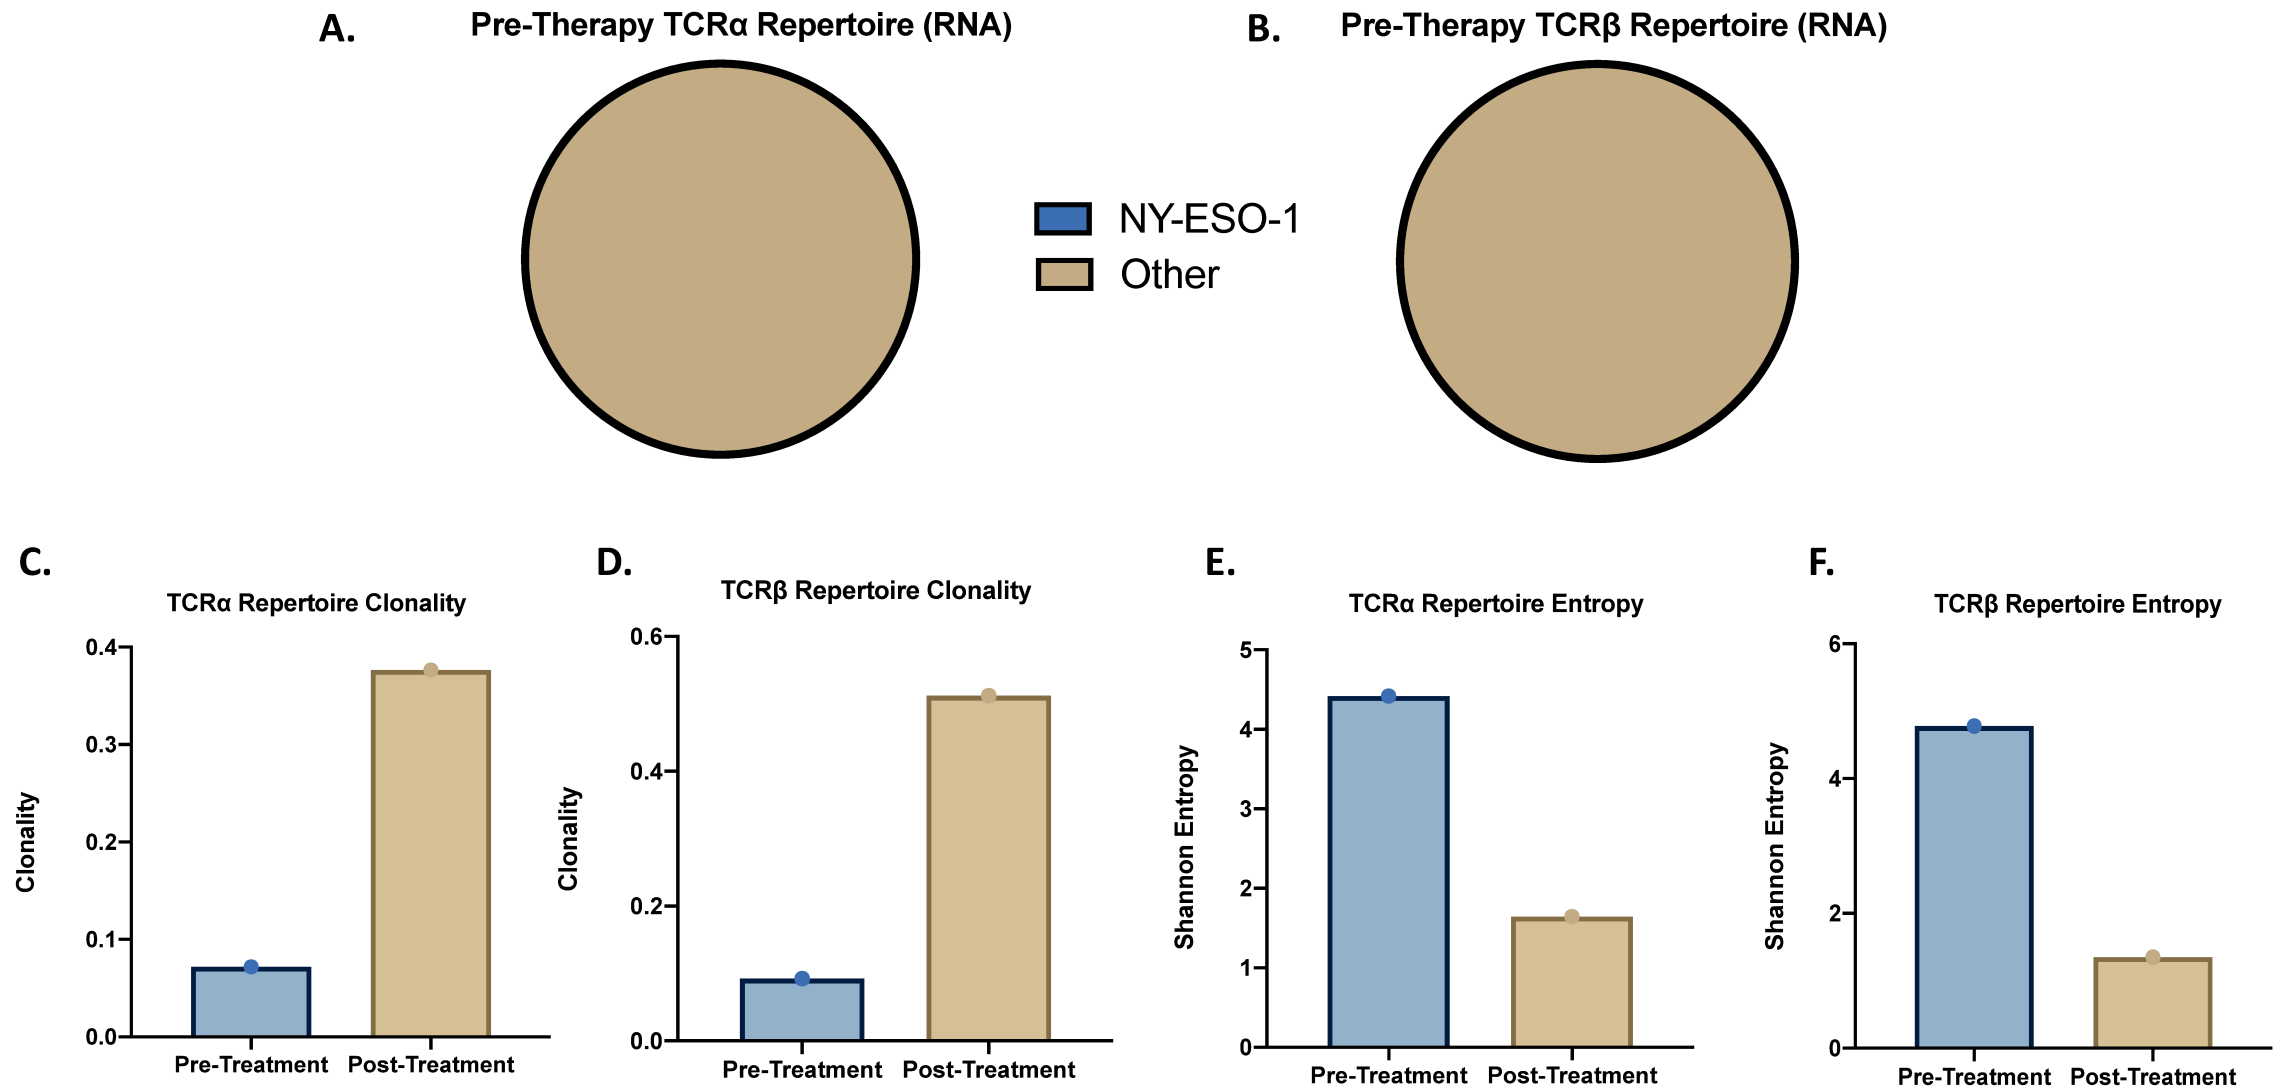 A.
Pre-Therapy TCRα Repertoire (RNA)
B.
Pre-Therapy TCRβ Repertoire (RNA)
NY-ESO-1
Other
C.
TCRα Repertoire Clonality
Clonality
0.4
0.3
0.2
0.1
0.0
Pre-Treatment Post-Treatment
D.
TCRβ Repertoire Clonality
Clonality
0.6
0.4
0.2
0.0
Pre-Treatment Post-Treatment
E.
TCRα Repertoire Entropy
Shannon Entropy
5
4
3
2
1
0
Pre-Treatment Post-Treatment
F.
TCRβ Repertoire Entropy
Shannon Entropy
6
4
2
0
Pre-Treatment Post-Treatment